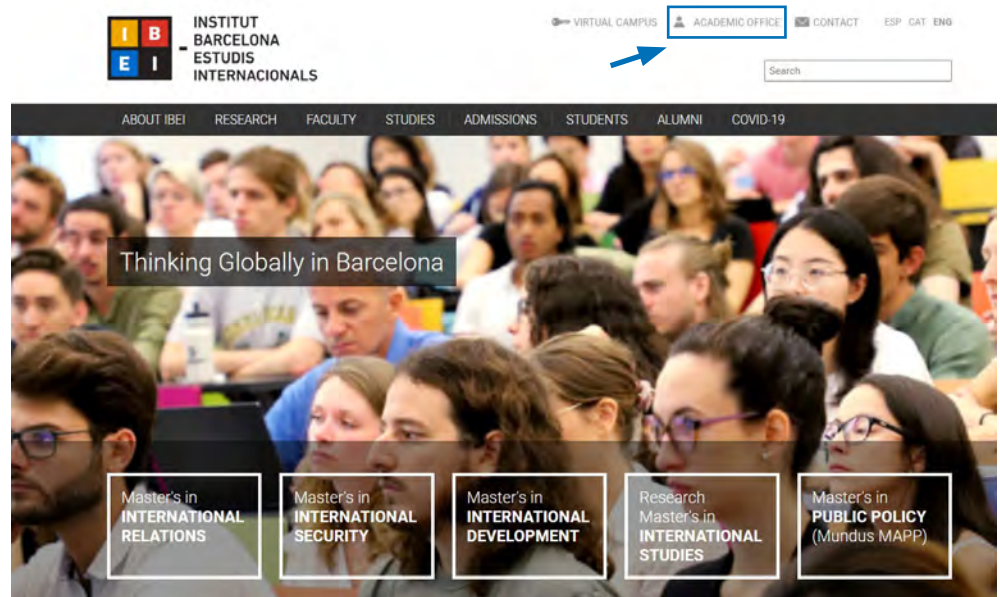 I B
E I
INSTITUT
BARCELONA
ESTUDIS
INTERNACIONALS
VIRTUAL CAMPUS ACADEMIC OFFICE CONTACT ESP CAT ENG
Search
ABOUT IBEI RESEARCH FACULTY STUDIES ADMISSIONS STUDENTS ALUMNI COVID-19
Thinking Globally in Barcelona
Master's in
INTERNATIONAL
RELATIONS
Master's in
INTERNATIONAL
SECURITY
Master's in
INTERNATIONAL
DEVELOPMENT
Research
Master's in
INTERNATIONAL
STUDIES
Master's in
PUBLIC POLICY
(Mundus MAPP)